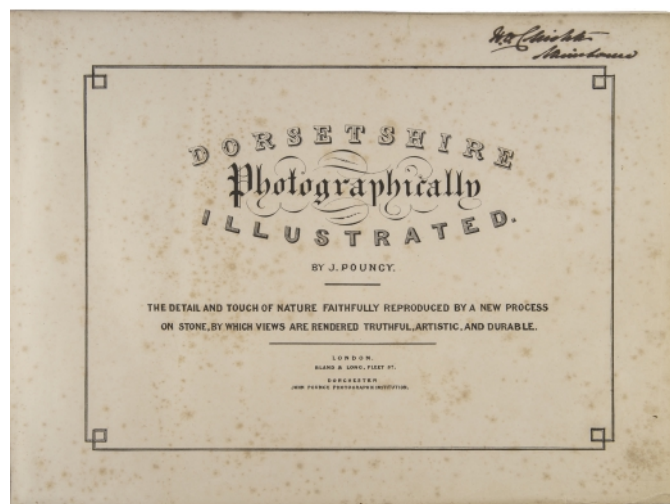 DORSETSHIRE
Photographically
ILLUSTRATED.
BY J. POUNCY.
THE DETAIL AND TOUCH OF NATURE FAITHFULLY REPRODUCED BY A NEW PROCESS
ON STONE, BY WHICH VIEWS ARE RENDERED TRUTHFUL, ARTISTIC, AND DURABLE.
LONDON.
BLAND & LONG, FLEET ST.
DORCHESTER.
JOHN POUNCY PHOTOGRAPHIC INSTITUTION.